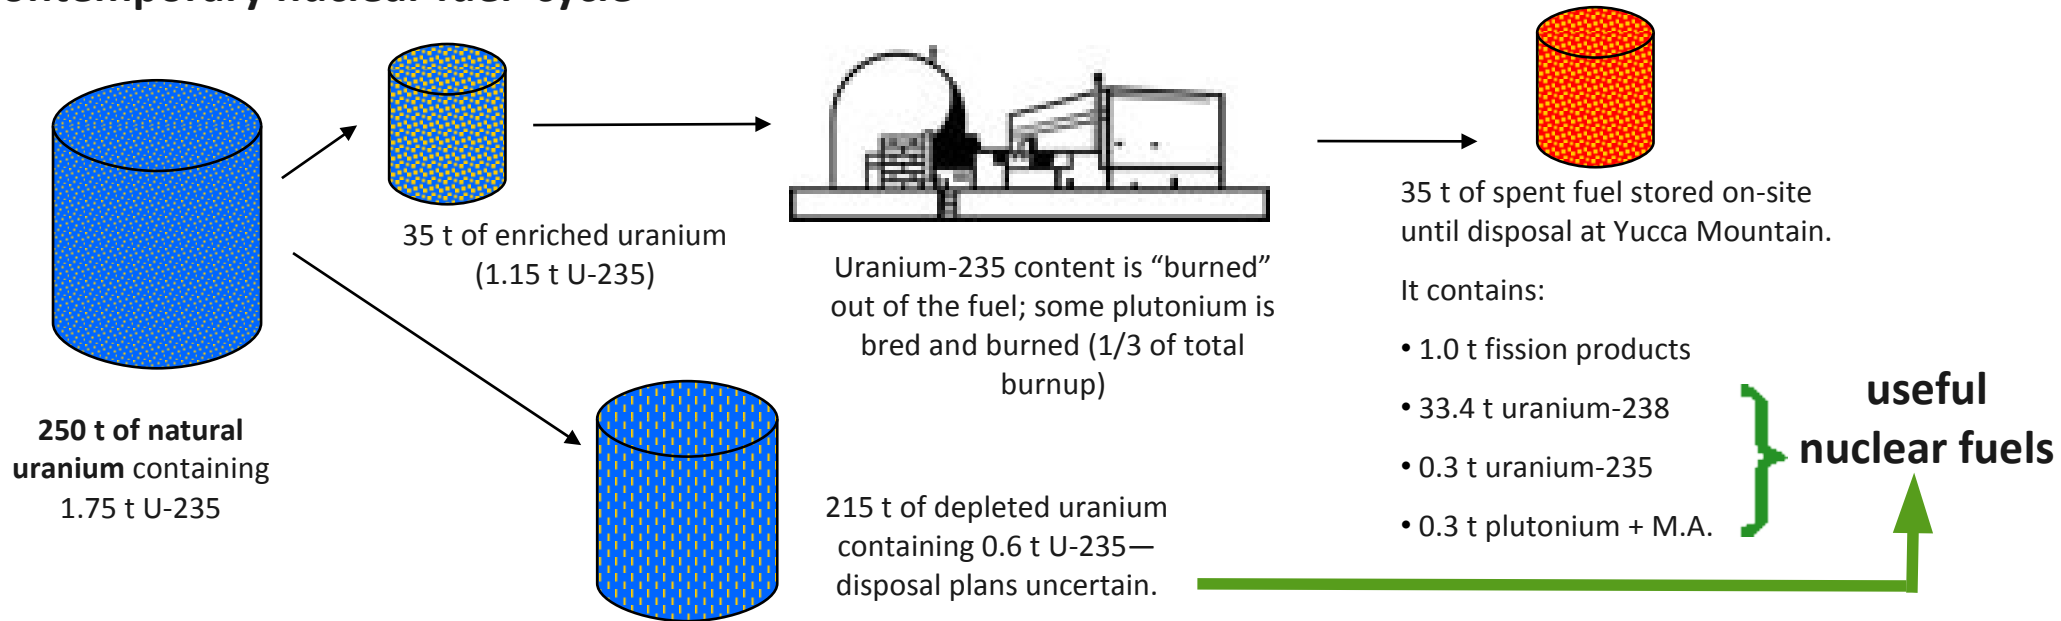 250 t of natural
uranium containing
1.75 t U-235
35 t of enriched uranium
(1.15 t U-235)
Uranium-235 content is “burned”
out of the fuel; some plutonium is
bred and burned (1/3 of total
burnup)
215 t of depleted uranium
containing 0.6 t U-235—
disposal plans uncertain.
35 t of spent fuel stored on-site
until disposal at Yucca Mountain.
It contains:
• 1.0 t fission products
• 33.4 t uranium-238
• 0.3 t uranium-235
• 0.3 t plutonium + M.A.
useful
nuclear fuels